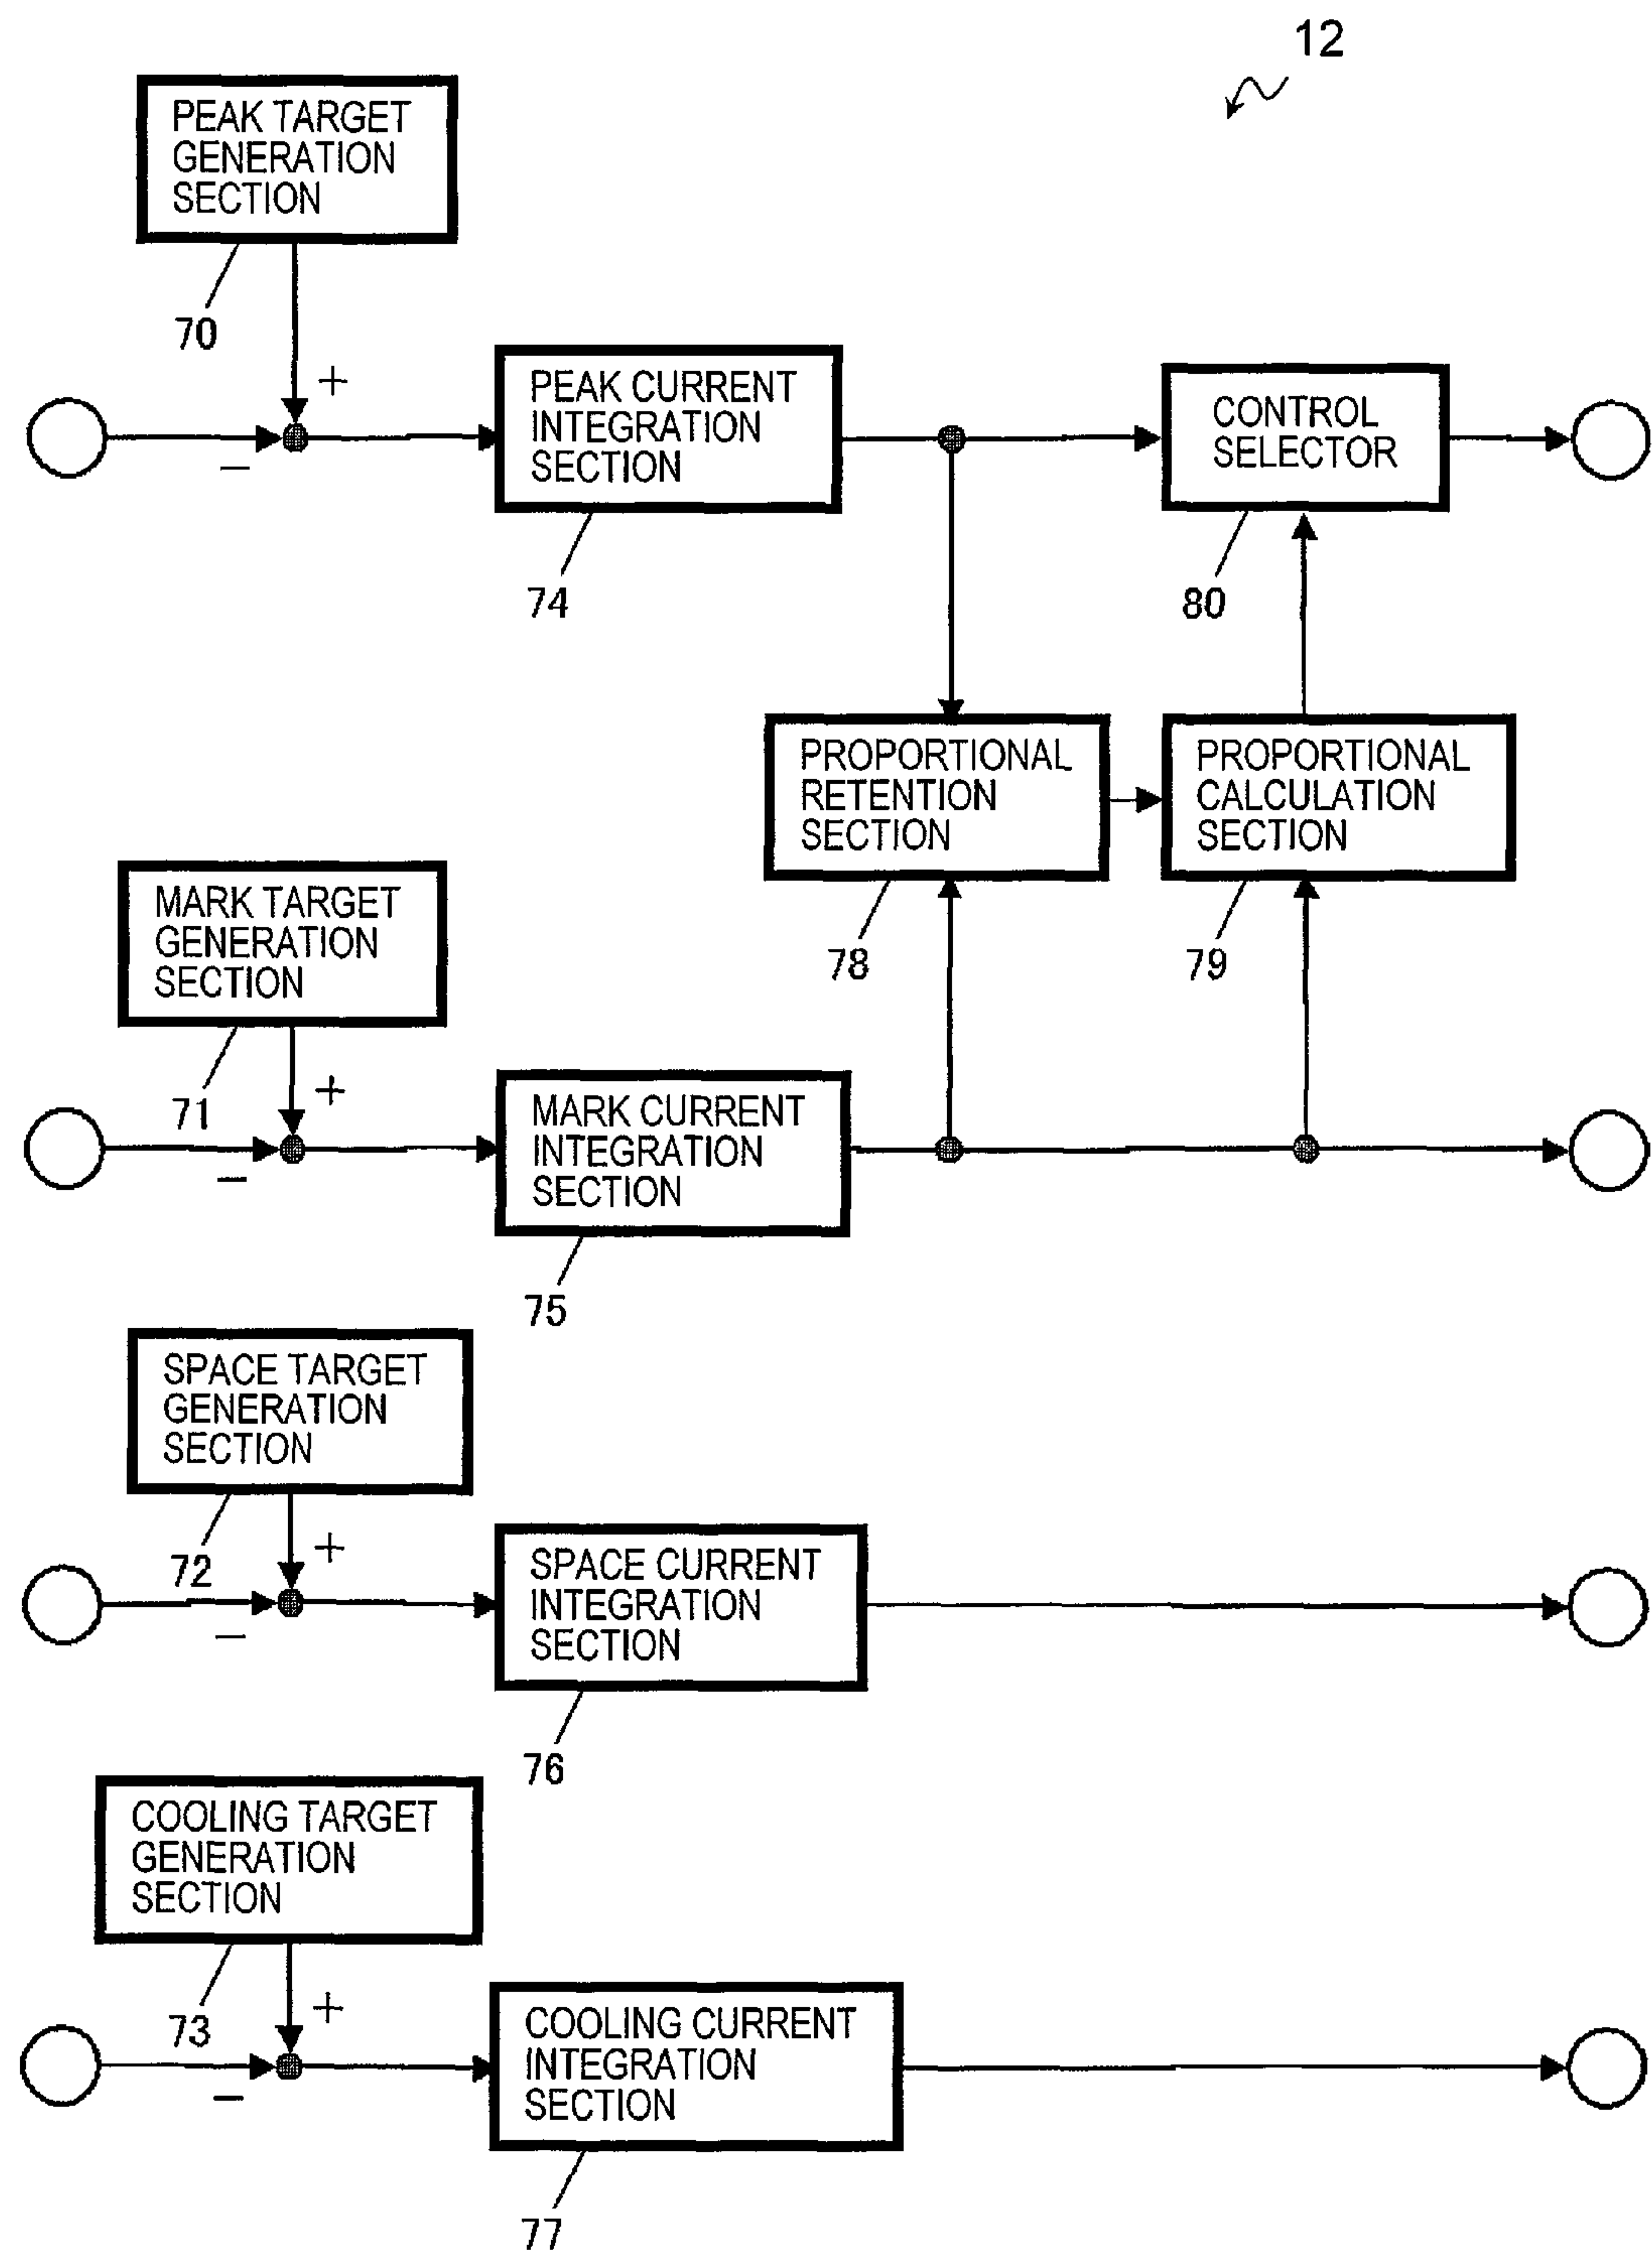 12
PEAK TARGET
GENERATION
SECTION
70
+
−
PEAK CURRENT
INTEGRATION
SECTION
74
CONTROL
SELECTOR
80
PROPORTIONAL
RETENTION
SECTION
78
PROPORTIONAL
CALCULATION
SECTION
79
MARK TARGET
GENERATION
SECTION
71
+
−
MARK CURRENT
INTEGRATION
SECTION
75
SPACE TARGET
GENERATION
SECTION
72
+
−
SPACE CURRENT
INTEGRATION
SECTION
76
COOLING TARGET
GENERATION
SECTION
73
+
−
COOLING CURRENT
INTEGRATION
SECTION
77